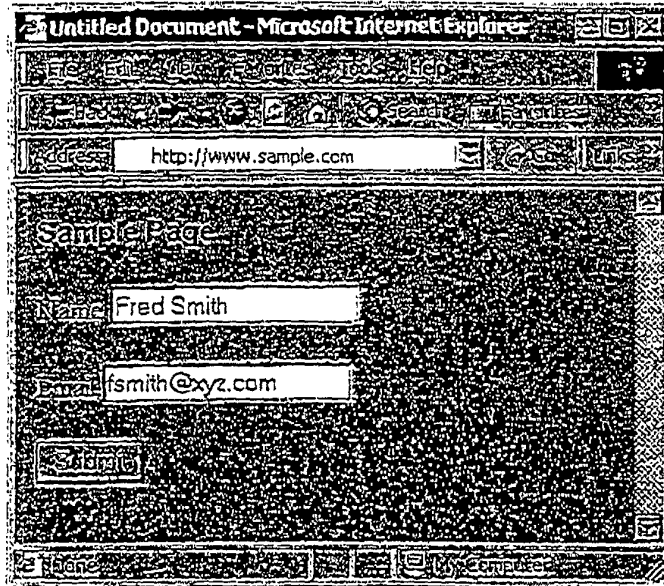 Untitled Document - Microsoft Internet Explorer
File Edit View Favorites Tools Help
Back Search Favorites
Address http://www.sample.com Go Links
Sample Page
Name Fred Smith
Email fsmith@xyz.com
Submit
Done My Computer